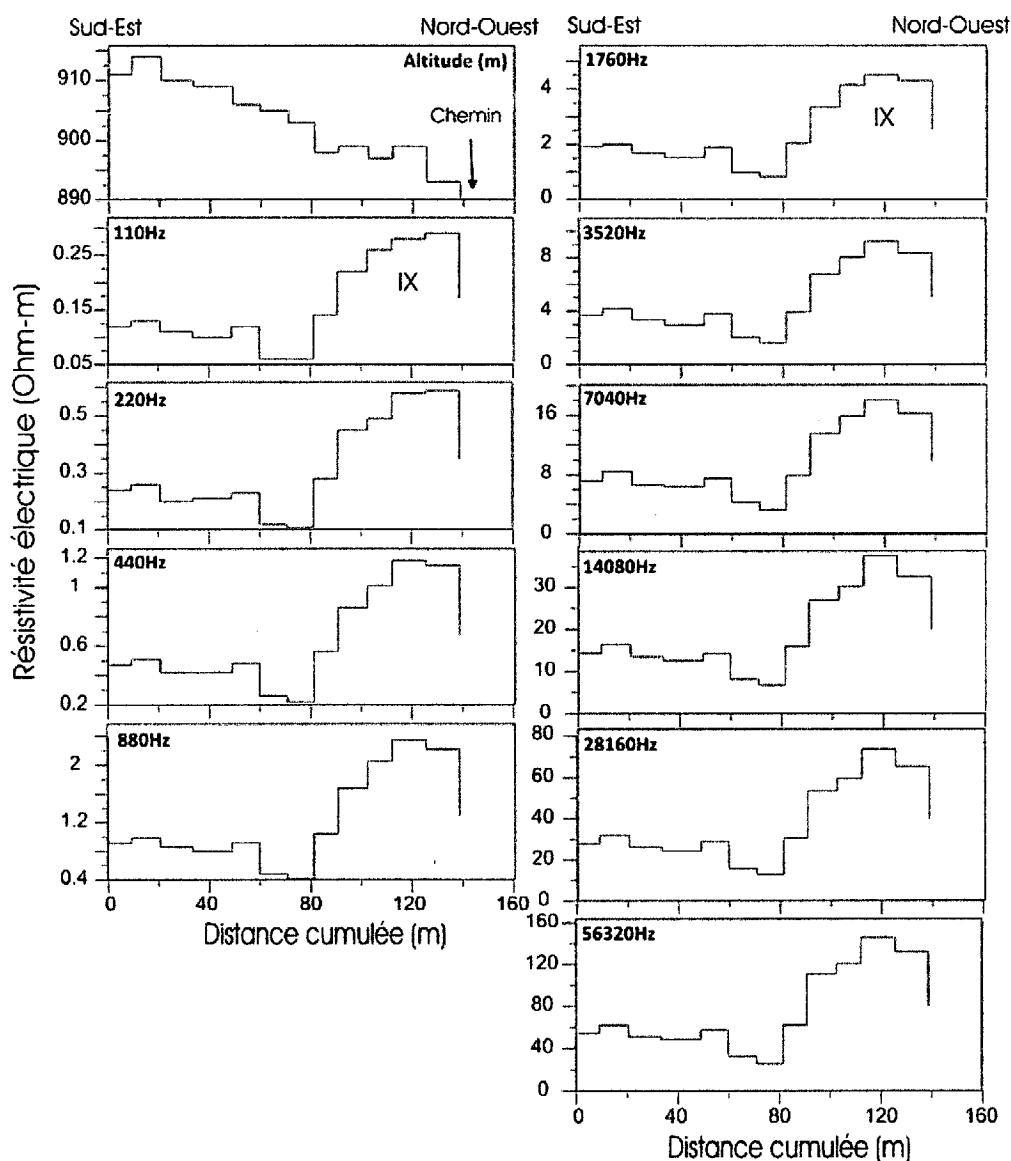 Sud-Est Nord-Ouest
Altitude (m)
910
900
890
Chemin
110Hz
0.25
0.15
0.05
IX
220Hz
0.5
0.3
0.1
440Hz
1.2
1
0.6
0.2
880Hz
2
1.2
0.4
0 40 80 120 160
Distance cumulée (m)
Résistivité électrique (Ohm-m)
Sud-Est Nord-Ouest
1760Hz
4
2
0
IX
3520Hz
8
4
0
7040Hz
16
8
0
14080Hz
30
20
10
0
28160Hz
80
60
40
20
0
56320Hz
160
120
80
40
0
0 40 80 120 160
Distance cumulée (m)